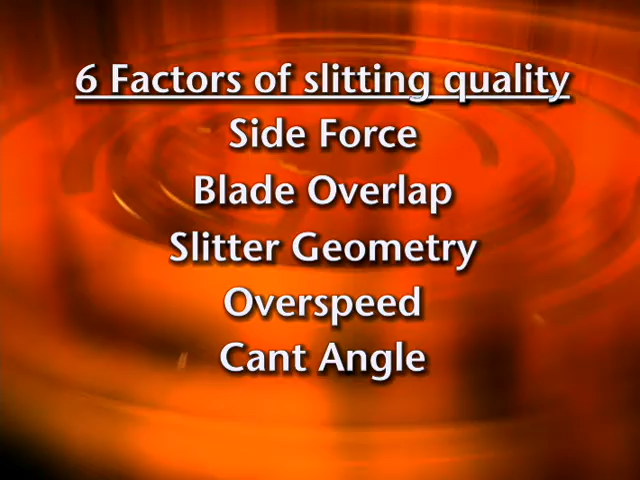 6 Factors of slitting quality
Side Force
Blade Overlap
Slitter Geometry
Overspeed
Cant Angle